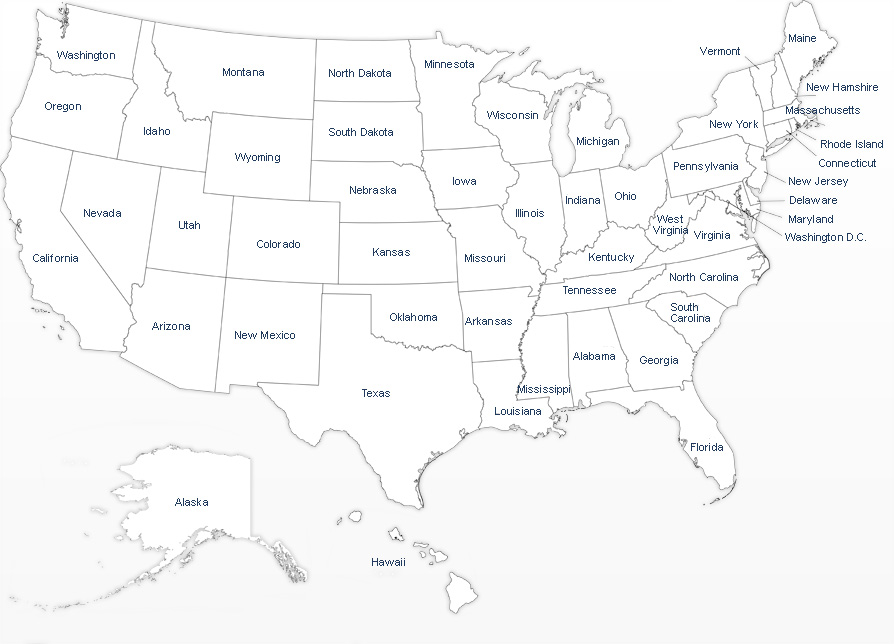 Maine
Vermont
Washington
Minnesota
Montana
North Dakota
New Hamshire
Oregon
Massachusetts
Wisconsin
New York
Idaho
South Dakota
Michigan
Rhode Island
Wyoming
Connecticut
Pennsylvania
Iowa
New Jersey
Nebraska
Ohio
Indiana
Delaware
Nevada
Illinois
West
Virginia
Maryland
Utah
Virginia
Washington D.C.
Colorado
Kansas
California
Missouri
Kentucky
North Carolina
Tennessee
South
Carolina
Oklahoma
Arkansas
Arizona
New Mexico
Alabama
Georgia
Mississippi
Texas
Louisiana
Florida
Alaska
Hawaii